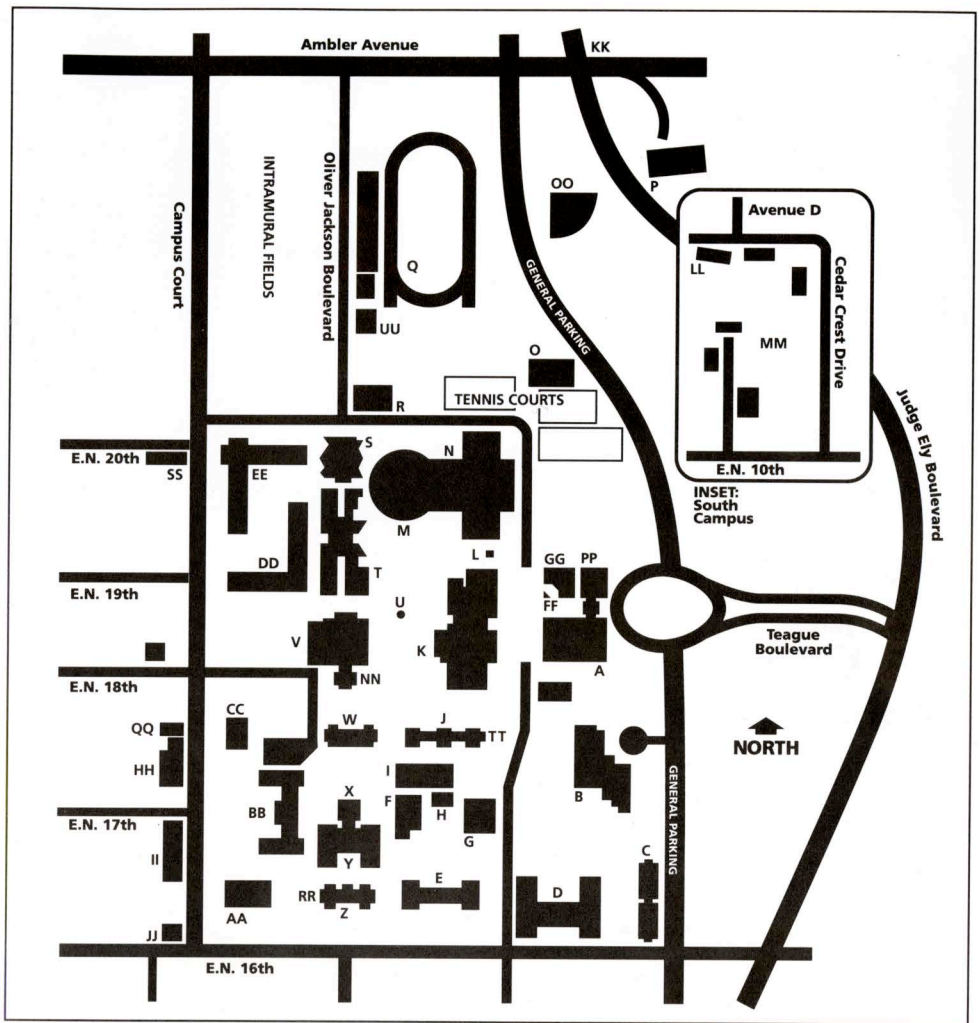 Ambler Avenue
KK
Campus Court
INTRAMURAL FIELDS
Oliver Jackson Boulevard
Q
UU
OO
P
GENERAL PARKING
Avenue D
LL
Cedar Crest Drive
MM
E.N. 10th
INSET:
South
Campus
Judge Ely Boulevard
O
TENNIS COURTS
R
E.N. 20th
SS
EE
S
N
M
DD
T
L
E.N. 19th
U
GG
PP
FF
V
K
A
Teague
Boulevard
NN
E.N. 18th
CC
W
J
TT
QQ
HH
NORTH
I
B
X
F
H
G
BB
E.N. 17th
II
Y
C
GENERAL PARKING
E
D
RR
Z
AA
JJ
E.N. 16th